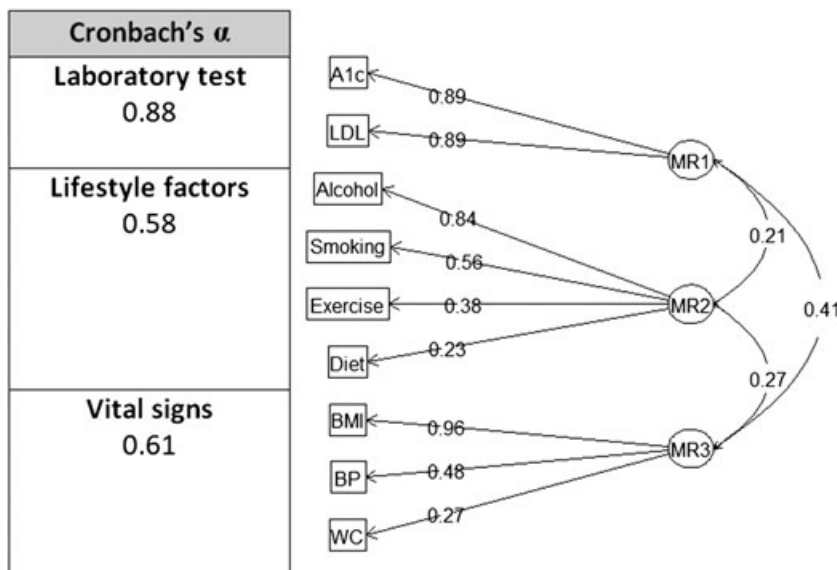 Cronbach's α
Laboratory test
0.88
Lifestyle factors
0.58
Vital signs
0.61
A1c
LDL
Alcohol
Smoking
Exercise
Diet
BMI
BP
WC
0.89
0.89
0.84
0.56
0.38
0.23
0.96
0.48
0.27
MR1
MR2
MR3
0.21
0.41
0.27